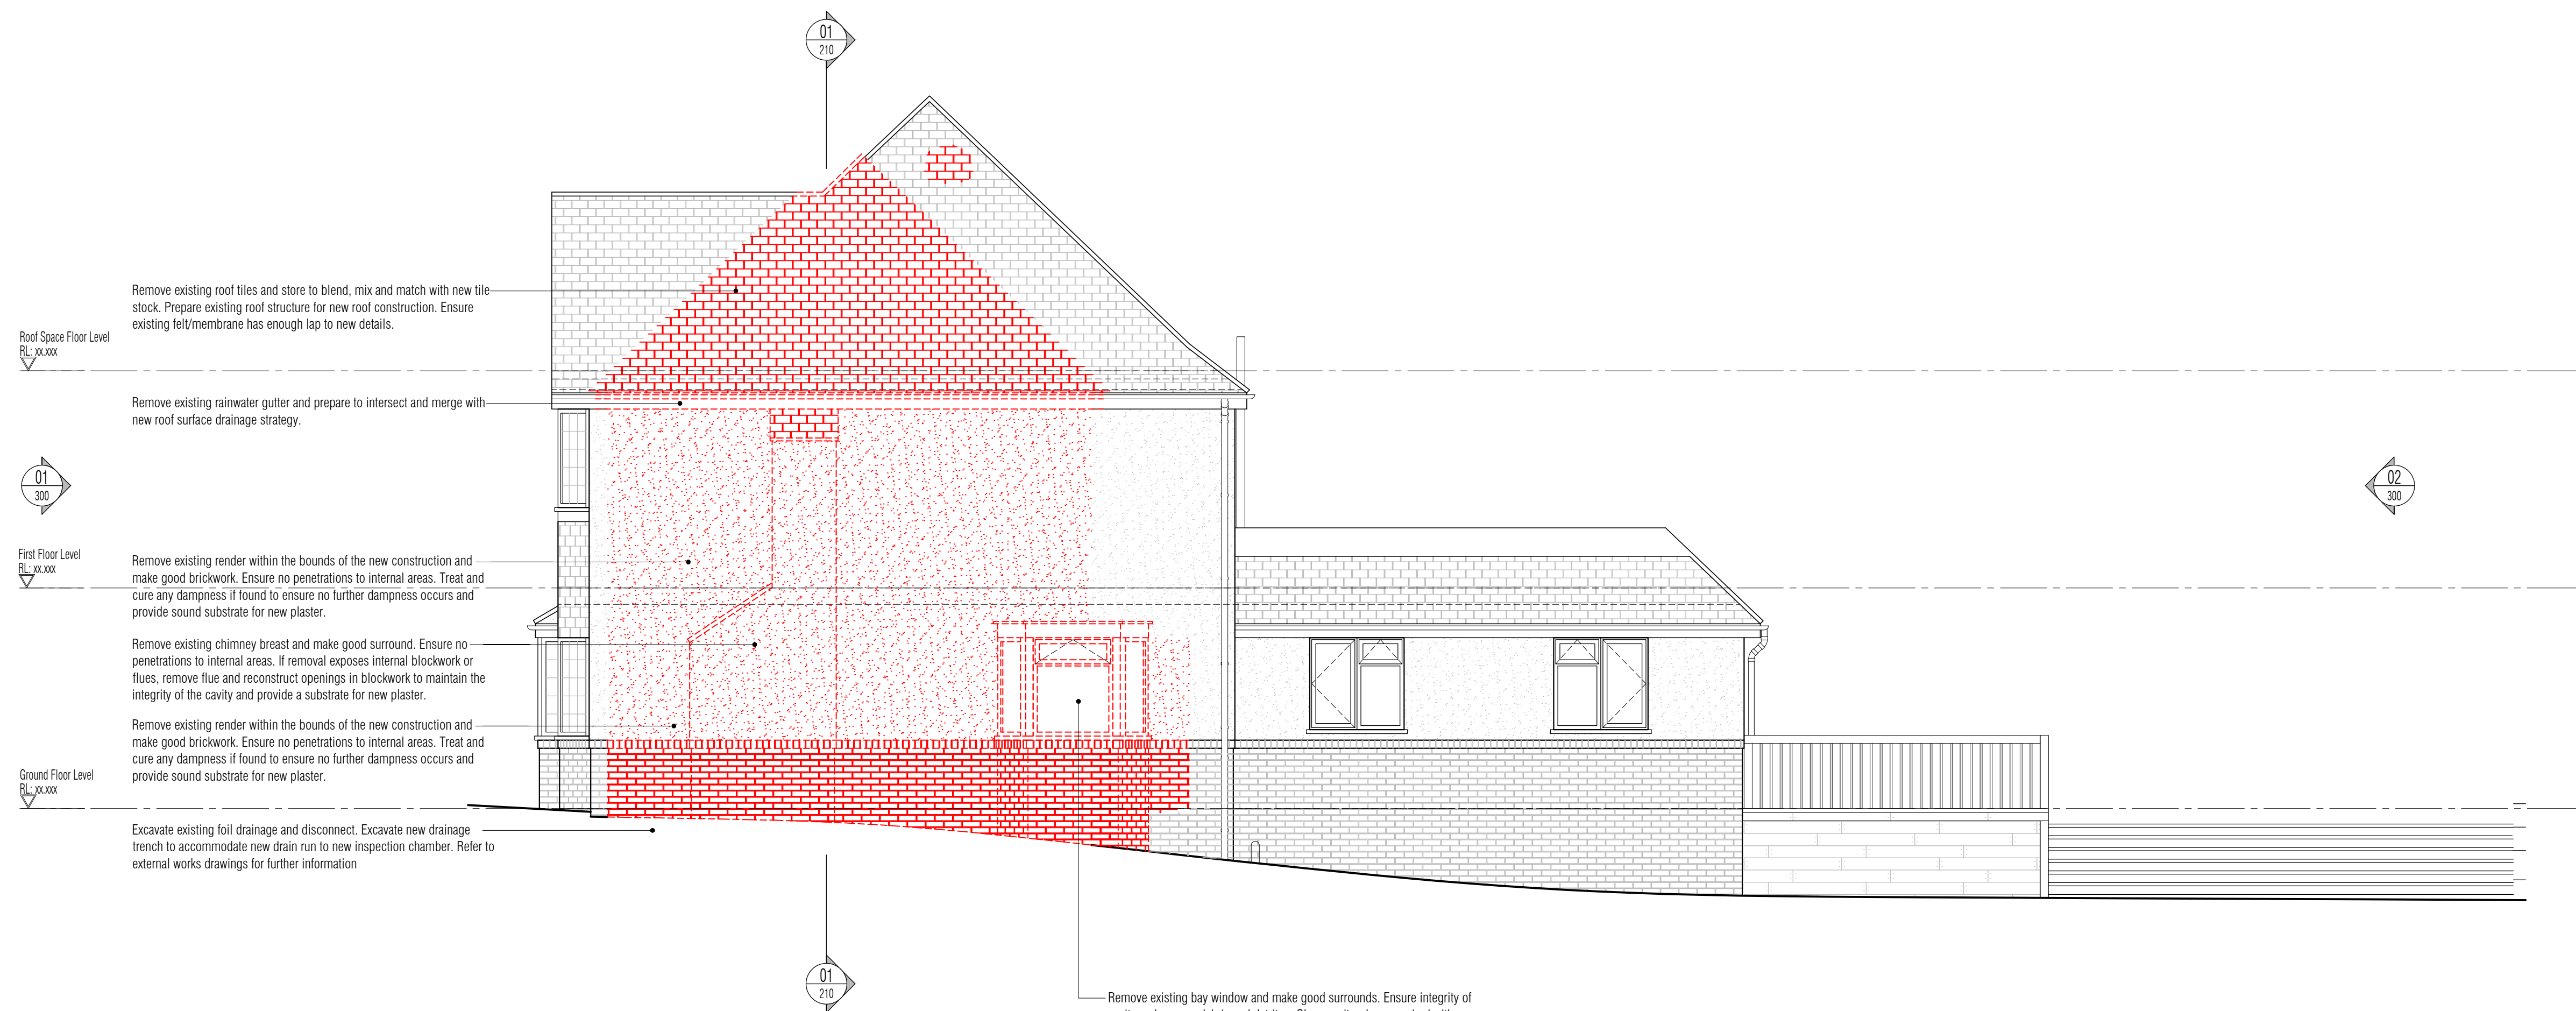 01
210
Remove existing roof tiles and store to blend, mix and match with new tile
stock. Prepare existing roof structure for new roof construction. Ensure
existing felt/membrane has enough lap to new details.
Roof Space Floor Level
RL: xx.xxx
Remove existing rainwater gutter and prepare to intersect and merge with
new roof surface drainage strategy.
01
300
02
300
First Floor Level
RL: xx.xxx
Remove existing render within the bounds of the new construction and
make good brickwork. Ensure no penetrations to internal areas. Treat and
cure any dampness if found to ensure no further dampness occurs and
provide sound substrate for new plaster.
Remove existing chimney breast and make good surround. Ensure no
penetrations to internal areas. If removal exposes internal blockwork or
flues, remove flue and reconstruct openings in blockwork to maintain the
integrity of the cavity and provide a substrate for new plaster.
Remove existing render within the bounds of the new construction and
make good brickwork. Ensure no penetrations to internal areas. Treat and
cure any dampness if found to ensure no further dampness occurs and
provide sound substrate for new plaster.
Ground Floor Level
RL: xx.xxx
Excavate existing foil drainage and disconnect. Excavate new drainage
trench to accommodate new drain run to new inspection chamber. Refer to
external works drawings for further information
01
210
Remove existing bay window and make good surrounds. Ensure integrity of